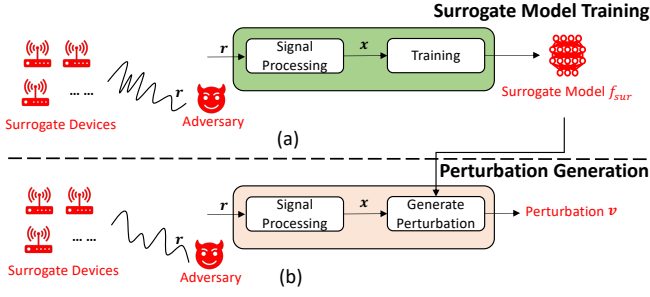 Surrogate Model Training
r
Signal
Processing
x
Training
... ...
r
Surrogate Devices
Adversary
Surrogate Model f_sur
(a)
Perturbation Generation
r
Signal
Processing
x
Generate
Perturbation
Perturbation v
... ...
r
Surrogate Devices
Adversary
(b)